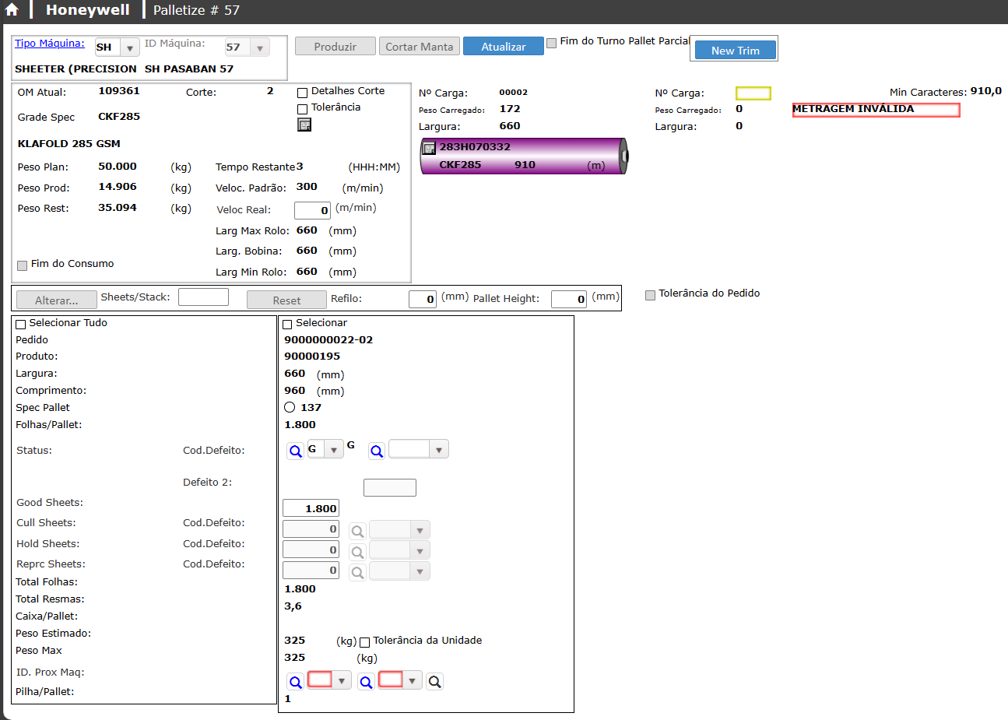 Honeywell Palletize # 57
Tipo Máquina: SH ID Máquina: 57 Produzir Cortar Manta Atualizar Fim do Turno Pallet Parcial New Trim
SHEETER (PRECISION SH PASABAN 57
OM Atual: 109361 Corte: 2 Detalhes Corte Nº Carga: 00002 Nº Carga: Min Caracteres: 910,0
Tolerância Peso Carregado: 172 Peso Carregado: 0 METRAGEM INVÁLIDA
Grade Spec CKF285 Largura: 660 Largura: 0
KLAFOLD 285 GSM 283H070332
Peso Plan: 50.000 (kg) Tempo Restante 3 (HHH:MM) CKF285 910 (m)
Peso Prod: 14.906 (kg) Veloc. Padrão: 300 (m/min)
Peso Rest: 35.094 (kg) Veloc Real: 0 (m/min)
Larg Max Rolo: 660 (mm)
Larg. Bobina: 660 (mm)
Fim do Consumo Larg Min Rolo: 660 (mm)
Alterar... Sheets/Stack: Reset Refilo: 0 (mm) Pallet Height: 0 (mm) Tolerância do Pedido
Selecionar Tudo Selecionar
Pedido 9000000022-02
Produto: 90000195
Largura: 660 (mm)
Comprimento: 960 (mm)
Spec Pallet 137
Folhas/Pallet: 1.800
Status: Cod.Defeito: G G
Defeito 2:
Good Sheets: 1.800
Cull Sheets: Cod.Defeito: 0
Hold Sheets: Cod.Defeito: 0
Reprc Sheets: Cod.Defeito: 0
Total Folhas: 1.800
Total Resmas: 3,6
Caixa/Pallet:
Peso Estimado: 325 (kg) Tolerância da Unidade
Peso Max 325 (kg)
ID. Prox Maq:
Pilha/Pallet: 1